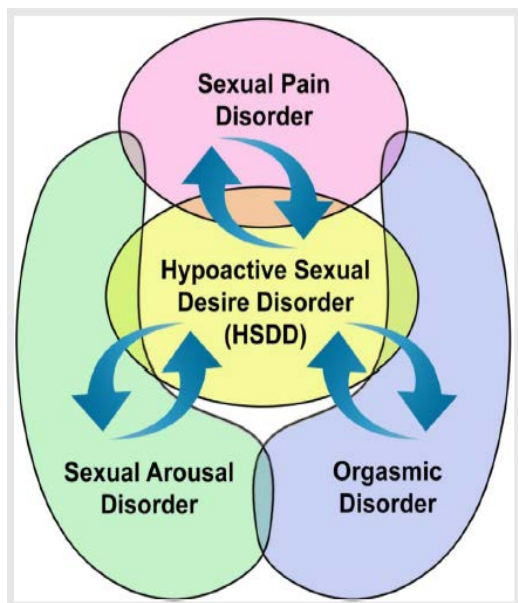 Sexual Pain
Disorder
Hypoactive Sexual
Desire Disorder
(HSDD)
Sexual Arousal
Disorder
Orgasmic
Disorder